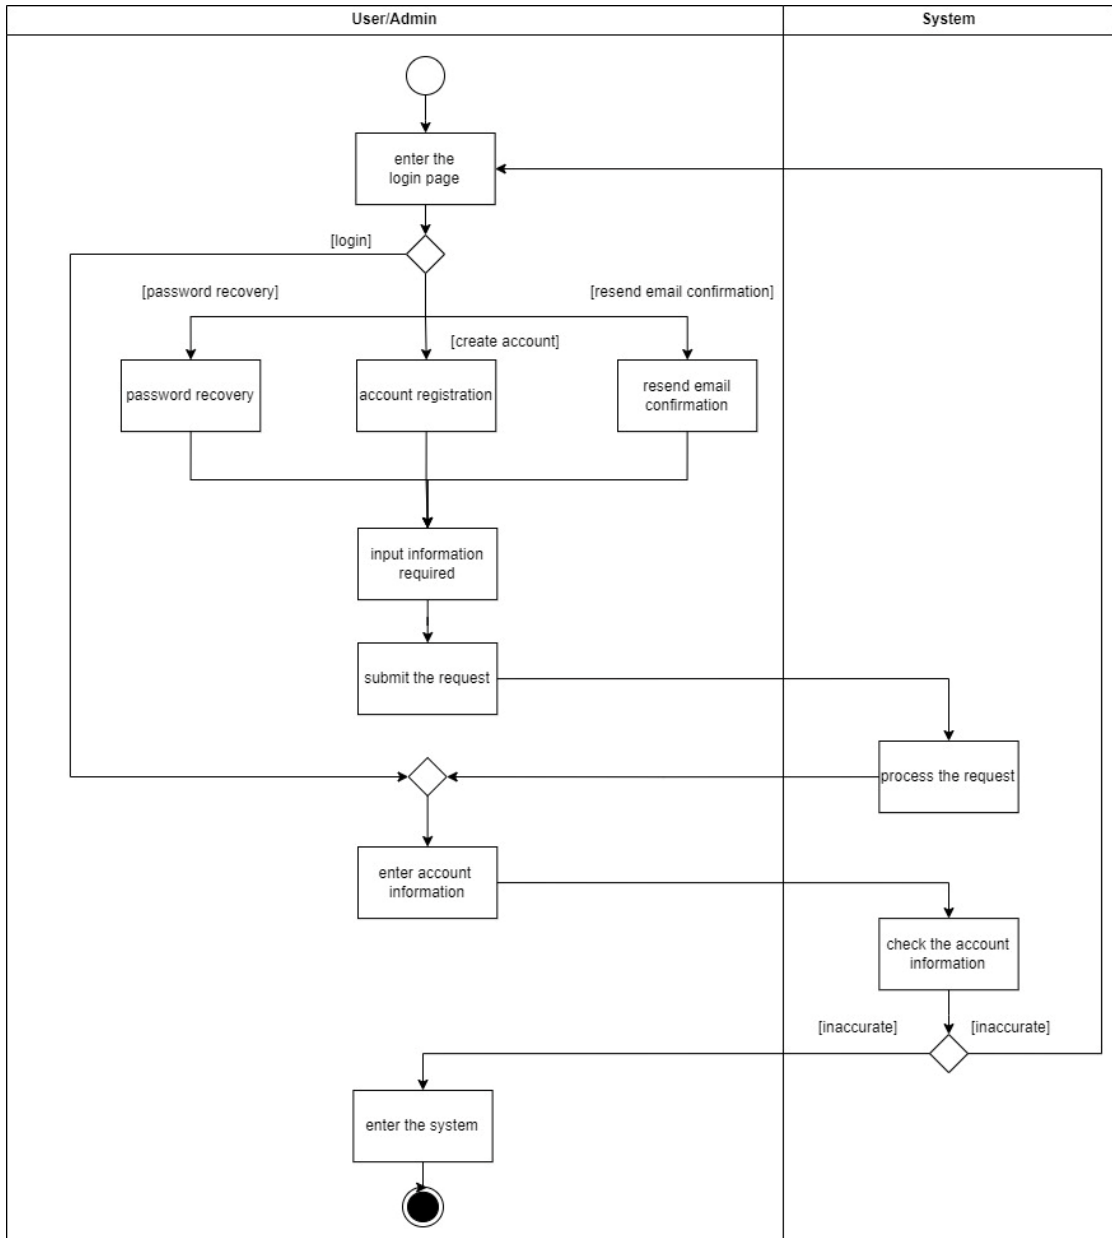 User/Admin
System
enter the
login page
[login]
[password recovery]
[resend email confirmation]
[create account]
password recovery
account registration
resend email
confirmation
input information
required
submit the request
process the request
enter account
information
check the account
information
[inaccurate]
[inaccurate]
enter the system